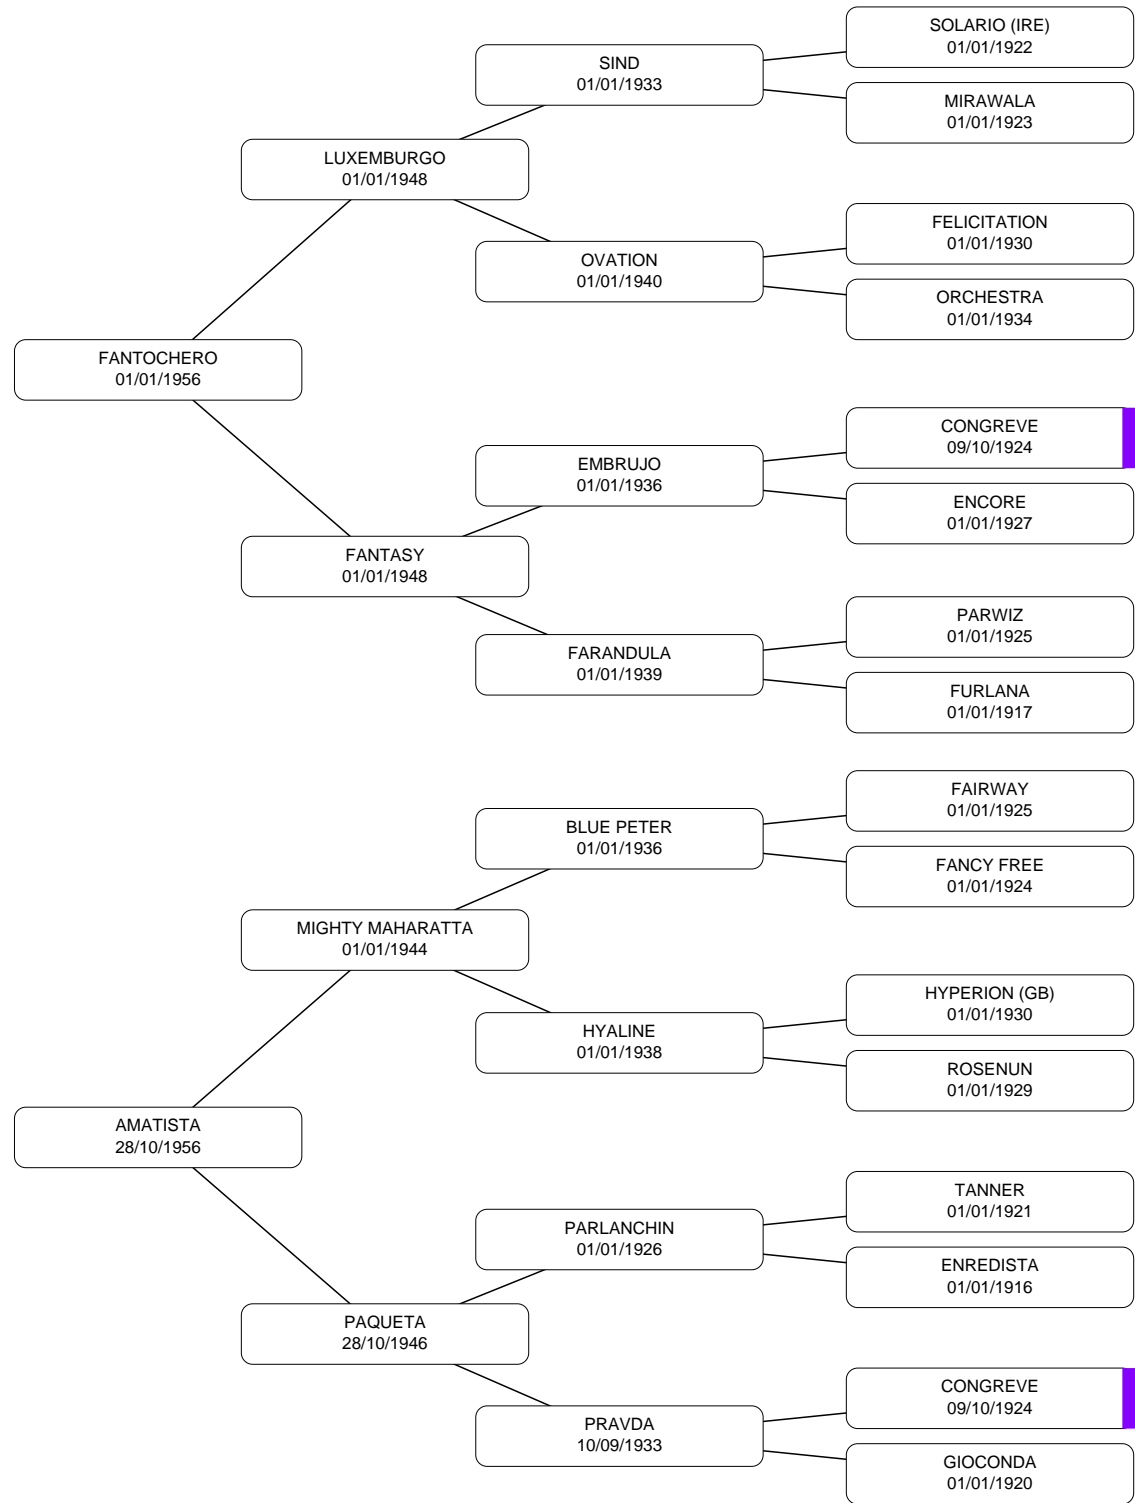 SOLARIO (IRE)
01/01/1922
SIND
01/01/1933
MIRAWALA
01/01/1923
LUXEMBURGO
01/01/1948
FELICITATION
01/01/1930
OVATION
01/01/1940
ORCHESTRA
01/01/1934
FANTOCHERO
01/01/1956
CONGREVE
09/10/1924
EMBRUJO
01/01/1936
ENCORE
01/01/1927
FANTASY
01/01/1948
PARWIZ
01/01/1925
FARANDULA
01/01/1939
FURLANA
01/01/1917
FAIRWAY
01/01/1925
BLUE PETER
01/01/1936
FANCY FREE
01/01/1924
MIGHTY MAHARATTA
01/01/1944
HYPERION (GB)
01/01/1930
HYALINE
01/01/1938
ROSENUN
01/01/1929
AMATISTA
28/10/1956
TANNER
01/01/1921
PARLANCHIN
01/01/1926
ENREDISTA
01/01/1916
PAQUETA
28/10/1946
CONGREVE
09/10/1924
PRAVDA
10/09/1933
GIOCONDA
01/01/1920